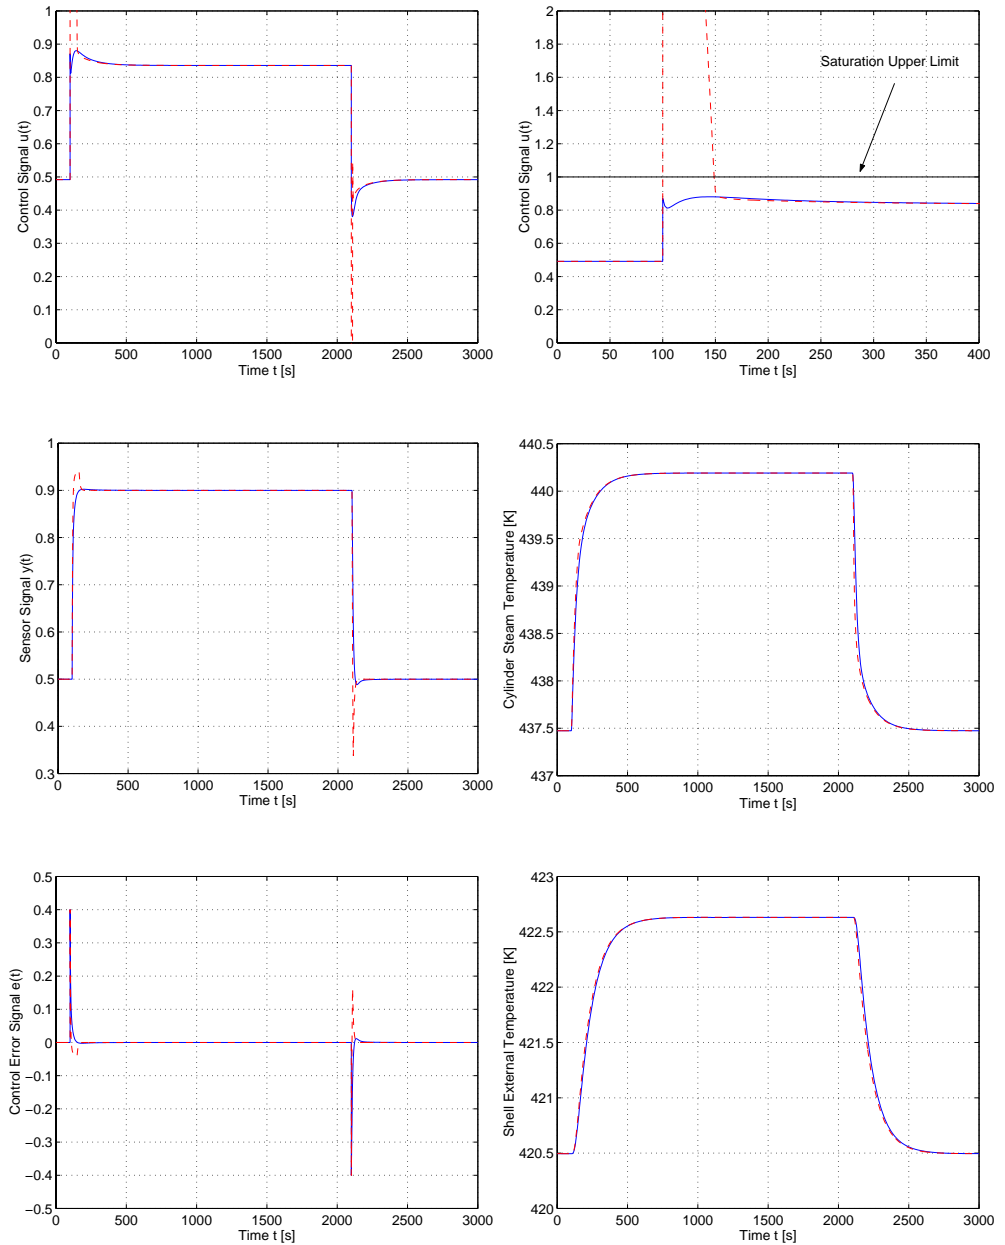 1
0.9
0.8
0.7
0.6
0.5
0.4
0.3
0.2
0.1
0
Control Signal u(t)
0 500 1000 1500 2000 2500 3000
Time t [s]
2
1.8
1.6
1.4
1.2
1
0.8
0.6
0.4
0.2
0
Control Signal u(t)
Saturation Upper Limit
0 50 100 150 200 250 300 350 400
Time t [s]
1
0.9
0.8
0.7
0.6
0.5
0.4
0.3
Sensor Signal y(t)
0 500 1000 1500 2000 2500 3000
Time t [s]
440.5
440
439.5
439
438.5
438
437.5
437
Cylinder Steam Temperature [K]
0 500 1000 1500 2000 2500 3000
Time t [s]
0.5
0.4
0.3
0.2
0.1
0
−0.1
−0.2
−0.3
−0.4
−0.5
Control Error Signal e(t)
0 500 1000 1500 2000 2500 3000
Time t [s]
423
422.5
422
421.5
421
420.5
420
Shell External Temperature [K]
0 500 1000 1500 2000 2500 3000
Time t [s]